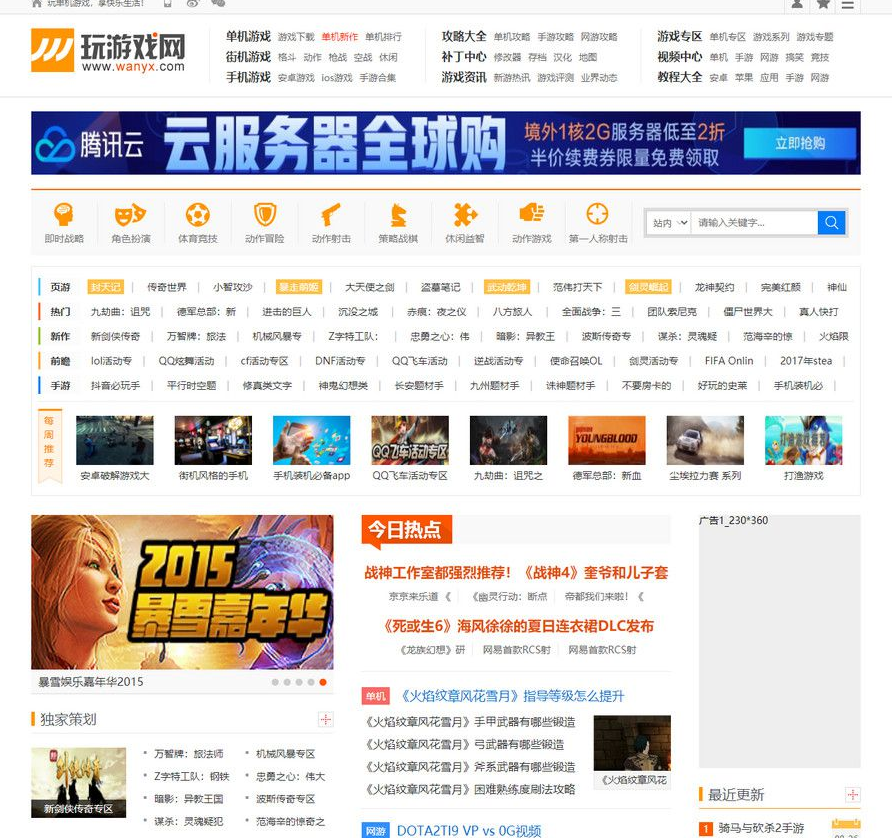 玩单机游戏，享快乐生活！
玩游戏网
www.wanyx.com
单机游戏 游戏下载 单机新作 单机排行
街机游戏 格斗 动作 枪战 空战 休闲
手机游戏 安卓游戏 ios游戏 手游合集
攻略大全 单机攻略 手游攻略 网游攻略
补丁中心 修改器 存档 汉化 地图
游戏资讯 新游热讯 游戏评测 业界动态
游戏专区 单机专区 游戏系列 游戏专题
视频中心 单机 手游 网游 搞笑 竞技
教程大全 安卓 苹果 应用 手游 网游
腾讯云 云服务器全球购
境外1核2G服务器低至2折
半价续费券限量免费领取
立即抢购
即时战略 角色扮演 体育竞技 动作冒险 动作射击 策略战棋 休闲益智 动作游戏 第一人称射击
站内 请输入关键字...
页游 封天记 | 传奇世界 | 小智攻沙 | 暴走萌姬 | 大天使之剑 | 盗墓笔记 | 武动乾坤 | 范伟打天下 | 剑灵崛起 | 龙神契约 | 完美红颜 | 神仙
热门 九劫曲：诅咒 | 德军总部：新 | 进击的巨人 | 沉没之城 | 赤痕：夜之仪 | 八方旅人 | 全面战争：三 | 团队索尼克 | 僵尸世界大 | 真人快打
新作 新剑侠传奇 | 万智牌：旅法 | 机械风暴专 | Z字特工队： | 忠勇之心：伟 | 暗影：异教王 | 波斯传奇专 | 谋杀：灵魂疑 | 范海辛的惊 | 火焰限
前瞻 lol活动专 | QQ炫舞活动 | cf活动专区 | DNF活动专 | QQ飞车活动 | 逆战活动专 | 使命召唤OL | 剑灵活动专 | FIFA Onlin | 2017年stea |
手游 抖音必玩手 | 平行时空题 | 修真类文字 | 神鬼幻想类 | 长安题材手 | 九州题材手 | 诛神题材手 | 不要房卡的 | 好玩的史莱 | 手机装机必 |
每周推荐
QQ飞车活动专区
YOUNGBLOOD
安卓破解游戏大 街机风格的手机 手机装机必备app QQ飞车活动专区 九劫曲：诅咒之 德军总部：新血 尘埃拉力赛 系列 打渔游戏
2015
暴雪嘉年华
暴雪娱乐嘉年华2015
独家策划
新剑侠传奇专区
万智牌：旅法师 机械风暴专区
Z字特工队：钢铁 忠勇之心：伟大
暗影：异教王国 波斯传奇专区
谋杀：灵魂疑犯 范海辛的惊奇之
今日热点
战神工作室都强烈推荐！《战神4》奎爷和儿子套
京京来乐道《 《幽灵行动：断点 帝都我们来啦！《
《死或生6》海风徐徐的夏日连衣裙DLC发布
《龙族幻想》研 网易首款RCS射 网易首款RCS射
单机 《火焰纹章风花雪月》指导等级怎么提升
《火焰纹章风花雪月》手甲武器有哪些锻造
《火焰纹章风花雪月》弓武器有哪些锻造
《火焰纹章风花雪月》斧系武器有哪些锻造
《火焰纹章风花雪月》困难熟练度刷法攻略
《火焰纹章风花
网游 DOTA2TI9 VP vs 0G视频
广告1_230*360
最近更新
1 骑马与砍杀2手游